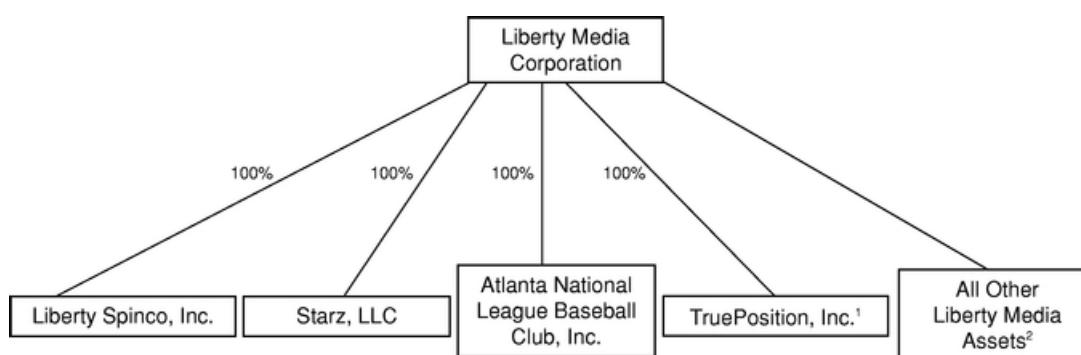 Liberty Media
Corporation
100%
100%
100%
100%
Liberty Spinco, Inc.
Starz, LLC
Atlanta National
League Baseball
Club, Inc.
TruePosition, Inc.¹
All Other
Liberty Media
Assets²